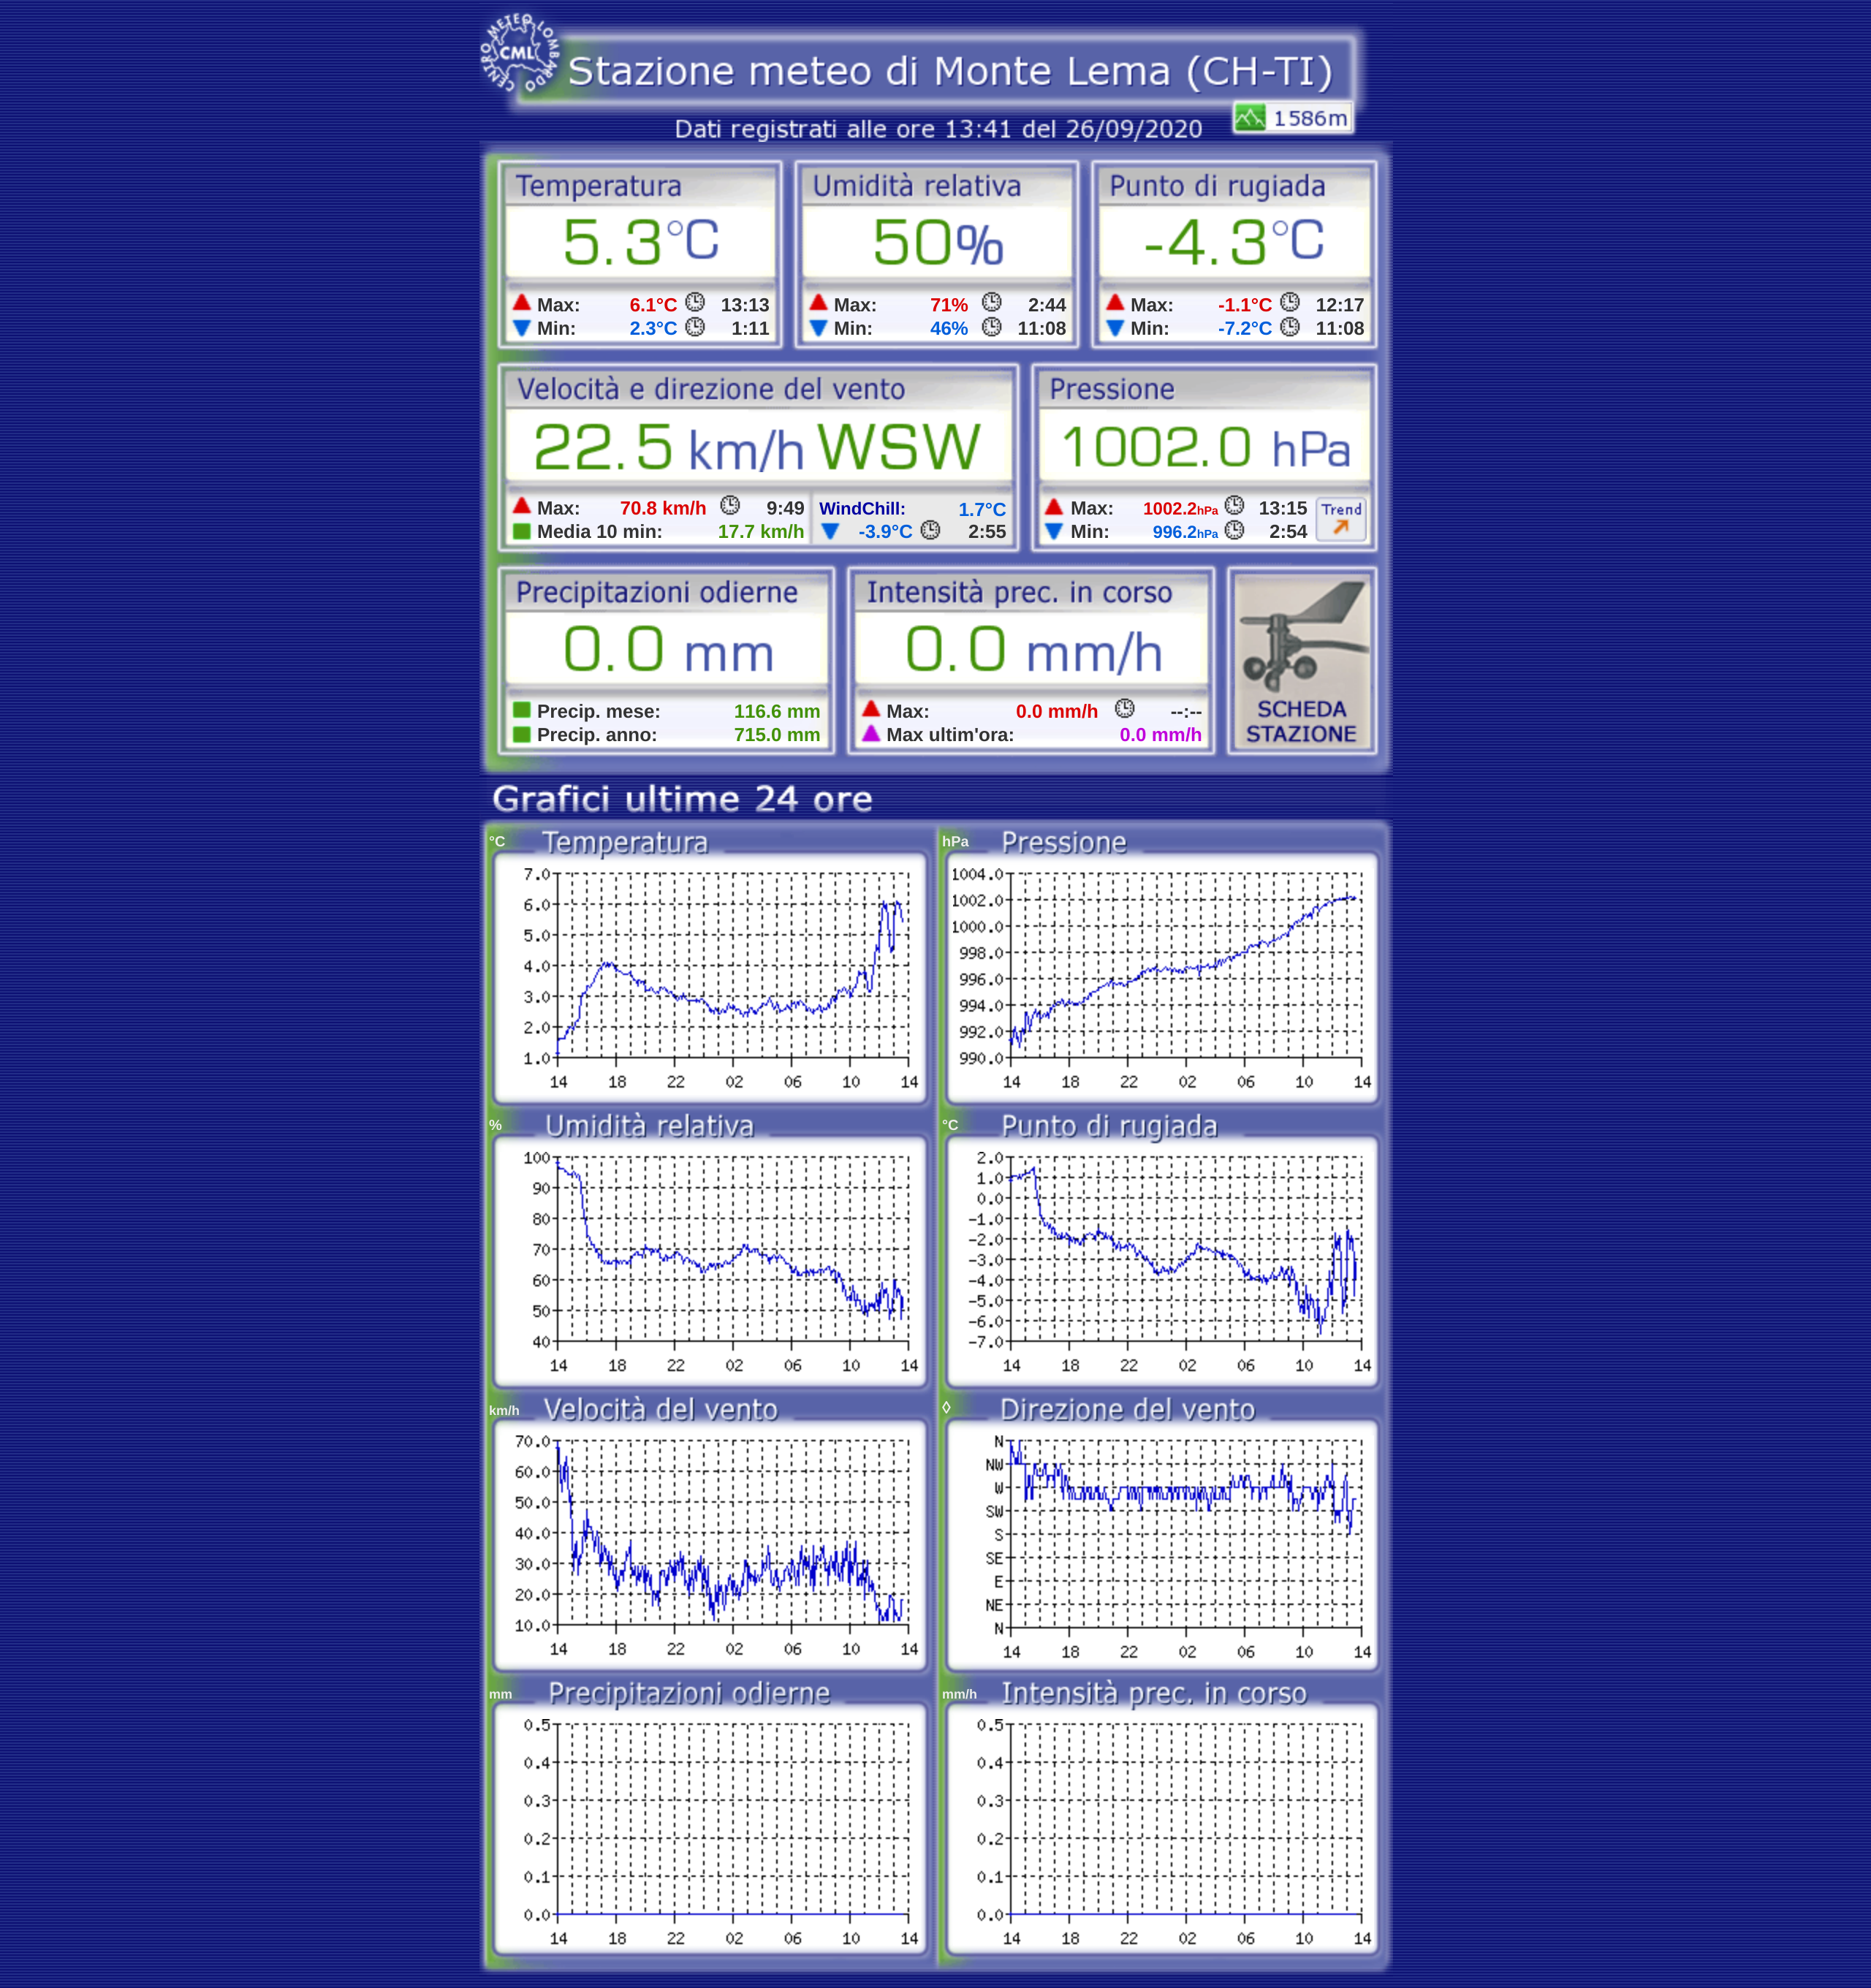 CENTRO METEO LOMBARDO
CML
Stazione meteo di Monte Lema (CH-TI)
1586m
Dati registrati alle ore 13:41 del 26/09/2020
Temperatura Umidità relativa Punto di rugiada
5.3°C 50% -4.3°C
Max: 6.1°C 13:13 Max: 71% 2:44 Max: -1.1°C 12:17
Min: 2.3°C 1:11 Min: 46% 11:08 Min: -7.2°C 11:08
Velocità e direzione del vento Pressione
22.5 km/h WSW 1002.0 hPa
Max: 70.8 km/h 9:49 WindChill: 1.7°C Max: 1002.2hPa 13:15 Trend
Media 10 min: 17.7 km/h -3.9°C 2:55 Min: 996.2hPa 2:54
Precipitazioni odierne Intensità prec. in corso
0.0 mm 0.0 mm/h
Precip. mese: 116.6 mm Max: 0.0 mm/h --:-- SCHEDA
Precip. anno: 715.0 mm Max ultim'ora: 0.0 mm/h STAZIONE
Grafici ultime 24 ore
°C Temperatura
7.0
6.0
5.0
4.0
3.0
2.0
1.0
14 18 22 02 06 10 14
hPa Pressione
1004.0
1002.0
1000.0
998.0
996.0
994.0
992.0
990.0
14 18 22 02 06 10 14
% Umidità relativa
100
90
80
70
60
50
40
14 18 22 02 06 10 14
°C Punto di rugiada
2.0
1.0
0.0
-1.0
-2.0
-3.0
-4.0
-5.0
-6.0
-7.0
14 18 22 02 06 10 14
km/h Velocità del vento
70.0
60.0
50.0
40.0
30.0
20.0
10.0
14 18 22 02 06 10 14
◊ Direzione del vento
N
NW
W
SW
S
SE
E
NE
N
14 18 22 02 06 10 14
mm Precipitazioni odierne
0.5
0.4
0.3
0.2
0.1
0.0
14 18 22 02 06 10 14
mm/h Intensità prec. in corso
0.5
0.4
0.3
0.2
0.1
0.0
14 18 22 02 06 10 14